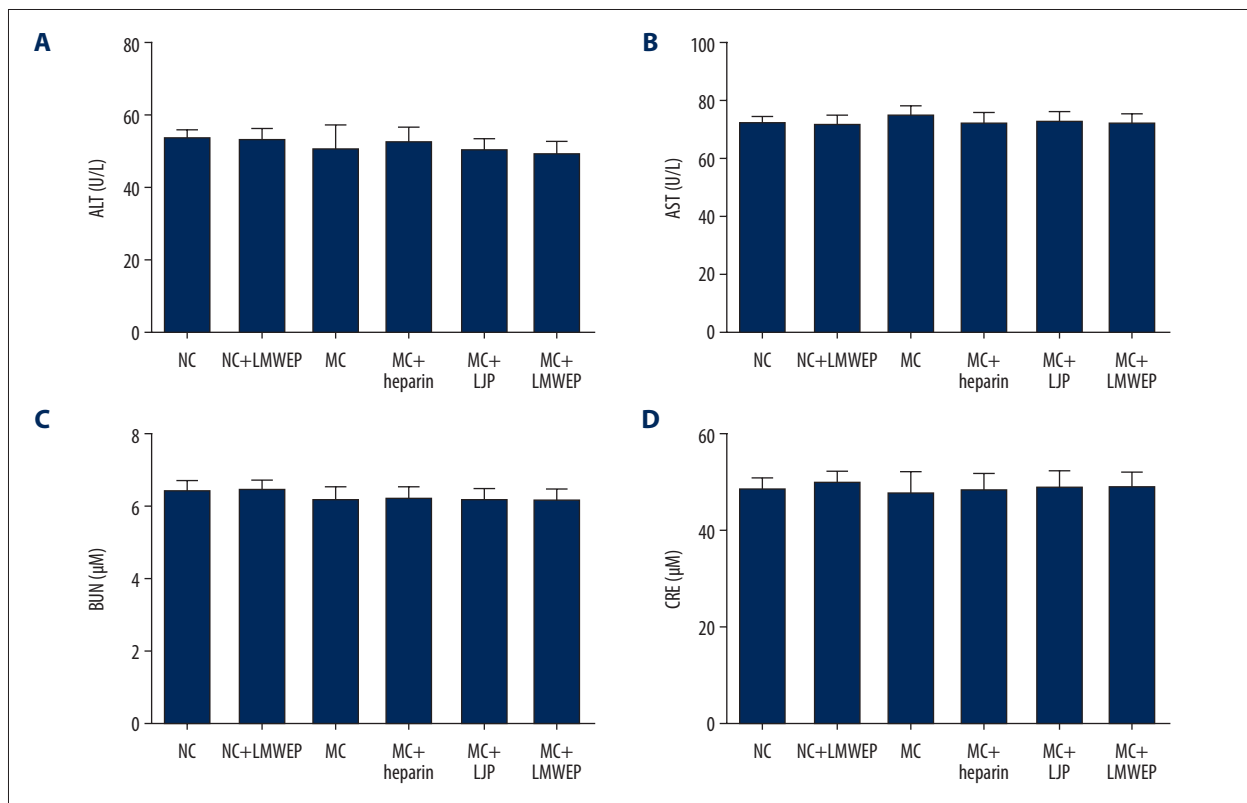 A
80
60
40
20
0
ALT (U/L)
NC
NC+LMWEP
MC
MC+
heparin
MC+
LJP
MC+
LMWEP
B
100
80
60
40
20
0
AST (U/L)
NC
NC+LMWEP
MC
MC+
heparin
MC+
LJP
MC+
LMWEP
C
8
6
4
2
0
BUN (µM)
NC
NC+LMWEP
MC
MC+
heparin
MC+
LJP
MC+
LMWEP
D
60
40
20
0
CRE (µM)
NC
NC+LMWEP
MC
MC+
heparin
MC+
LJP
MC+
LMWEP